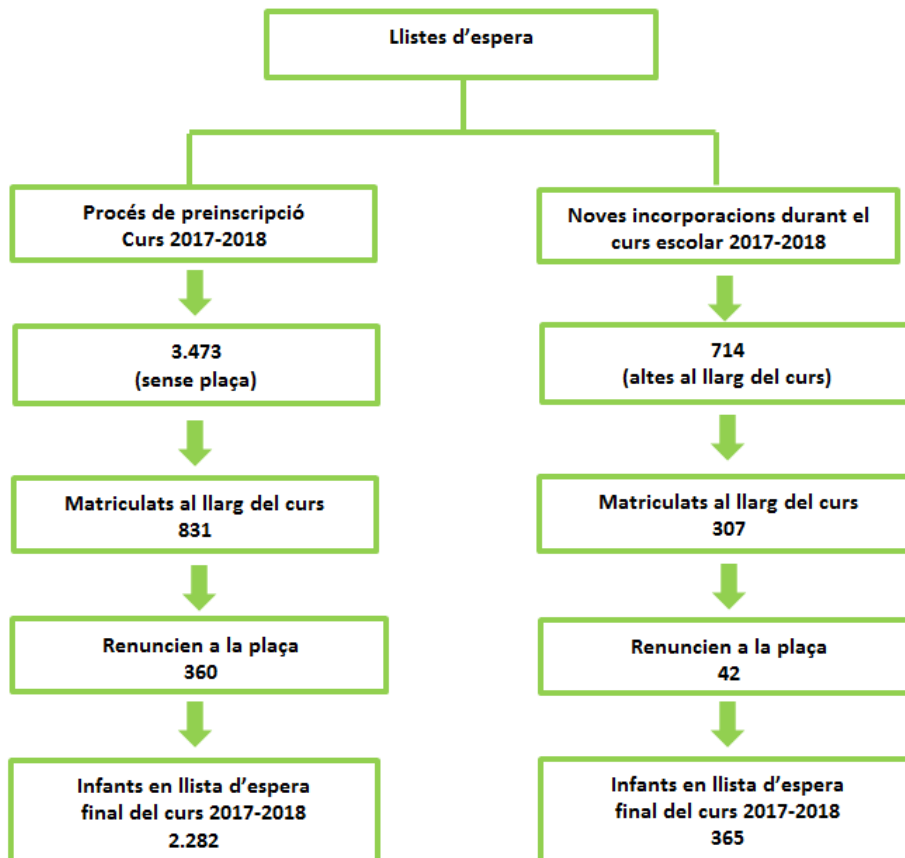 Llistes d'espera
Procés de preinscripció
Curs 2017-2018
3.473
(sense plaça)
Matriculats al llarg del curs
831
Renuncien a la plaça
360
Infants en llista d'espera
final del curs 2017-2018
2.282
Noves incorporacions durant el
curs escolar 2017-2018
714
(altes al llarg del curs)
Matriculats al llarg del curs
307
Renuncien a la plaça
42
Infants en llista d'espera
final del curs 2017-2018
365